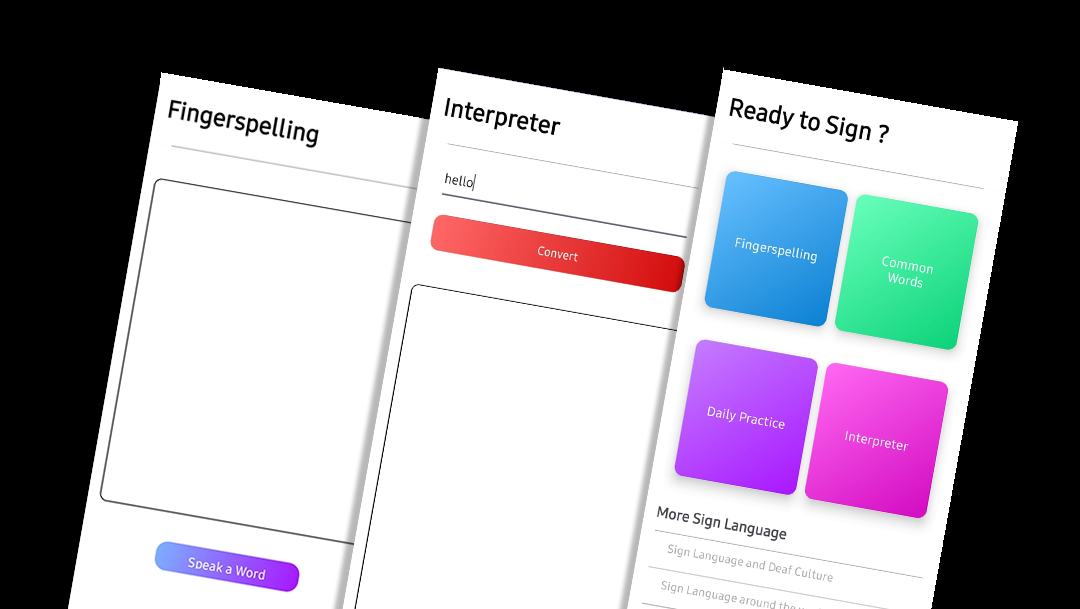 Fingerspelling
Speak a Word
Interpreter
hello
Convert
Ready to Sign ?
Fingerspelling
Common
Words
Daily Practice
Interpreter
More Sign Language
Sign Language and Deaf Culture
Sign Language around the